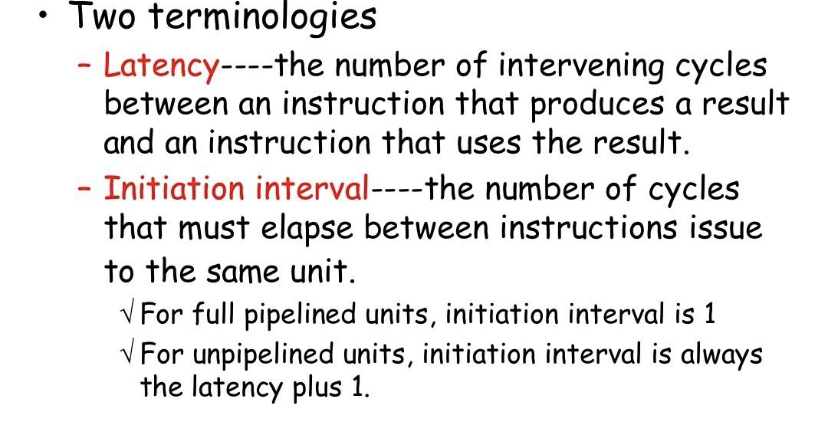 • Two terminologies
– Latency----the number of intervening cycles
between an instruction that produces a result
and an instruction that uses the result.
– Initiation interval----the number of cycles
that must elapse between instructions issue
to the same unit.
√ For full pipelined units, initiation interval is 1
√ For unpipelined units, initiation interval is always
the latency plus 1.